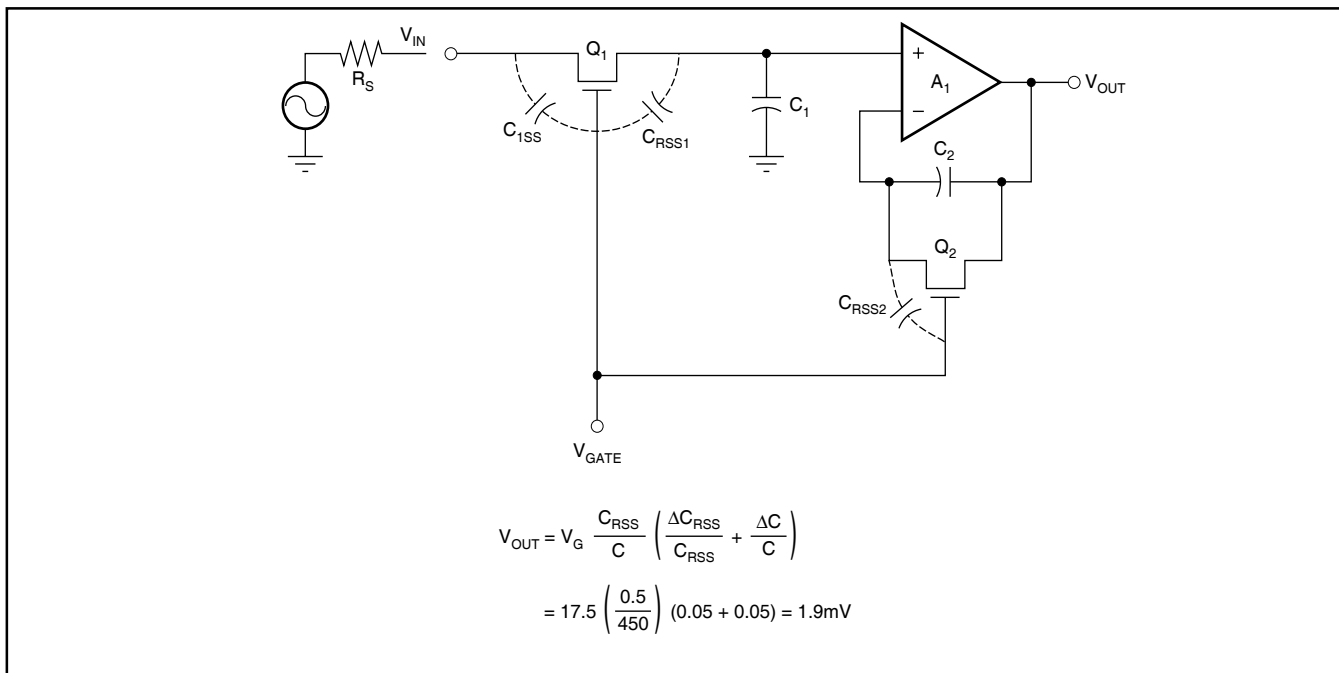 V_IN
R_S
Q_1
C_1SS
C_RSS1
C_1
+
A_1
−
V_OUT
C_2
Q_2
C_RSS2
V_GATE
V_OUT = V_G C_RSS/C (ΔC_RSS/C_RSS + ΔC/C)
= 17.5 (0.5/450) (0.05 + 0.05) = 1.9mV